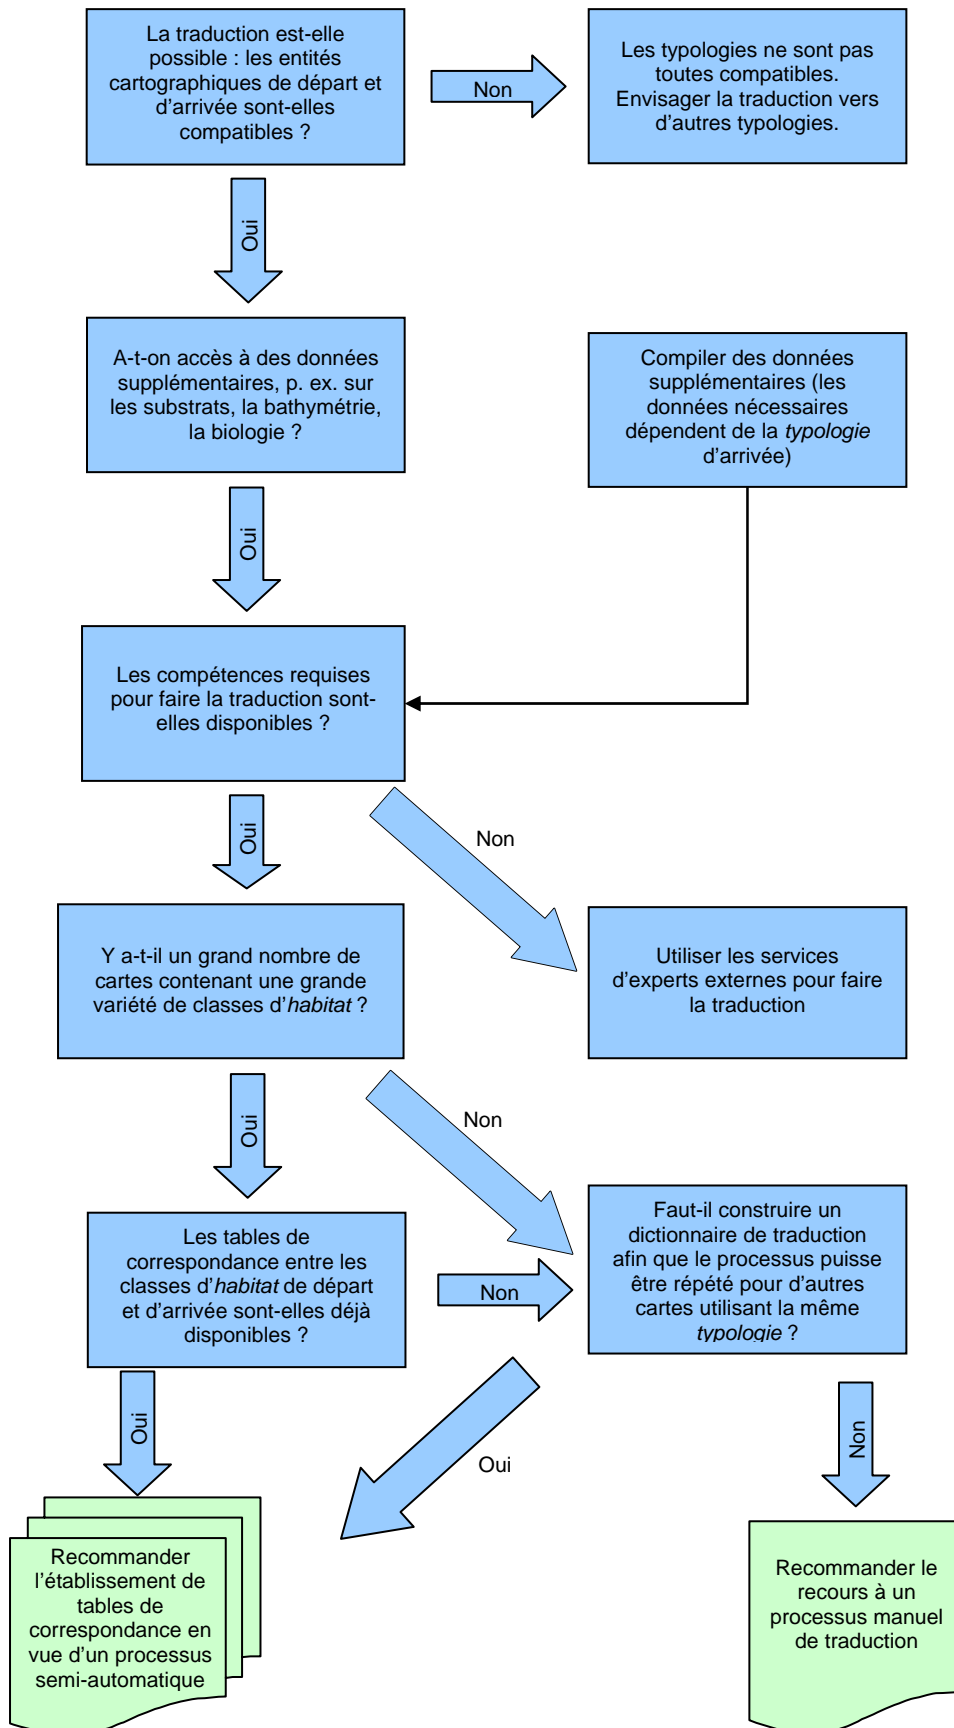 La traduction est-elle
possible : les entités
cartographiques de départ et
d'arrivée sont-elles
compatibles ?
Non
Les typologies ne sont pas
toutes compatibles.
Envisager la traduction vers
d'autres typologies.
Oui
A-t-on accès à des données
supplémentaires, p. ex. sur
les substrats, la bathymétrie,
la biologie ?
Compiler des données
supplémentaires (les
données nécessaires
dépendent de la typologie
d'arrivée)
Oui
Les compétences requises
pour faire la traduction sont-
elles disponibles ?
Oui
Non
Y a-t-il un grand nombre de
cartes contenant une grande
variété de classes d'habitat ?
Utiliser les services
d'experts externes pour faire
la traduction
Oui
Non
Les tables de
correspondance entre les
classes d'habitat de départ
et d'arrivée sont-elles déjà
disponibles ?
Non
Faut-il construire un
dictionnaire de traduction
afin que le processus puisse
être répété pour d'autres
cartes utilisant la même
typologie ?
Oui
Oui
Non
Recommander
l'établissement de
tables de
correspondance en
vue d'un processus
semi-automatique
Recommander le
recours à un
processus manuel
de traduction